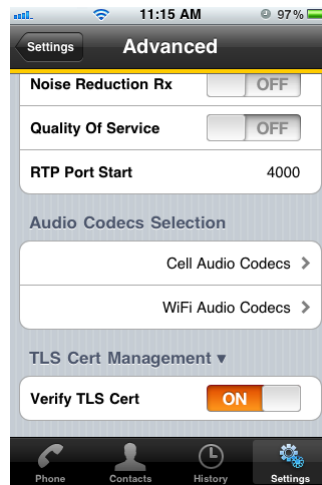 11:15 AM 97%
Settings Advanced
Noise Reduction Rx OFF
Quality Of Service OFF
RTP Port Start 4000
Audio Codecs Selection
Cell Audio Codecs >
WiFi Audio Codecs >
TLS Cert Management ▾
Verify TLS Cert ON
Phone Contacts History Settings